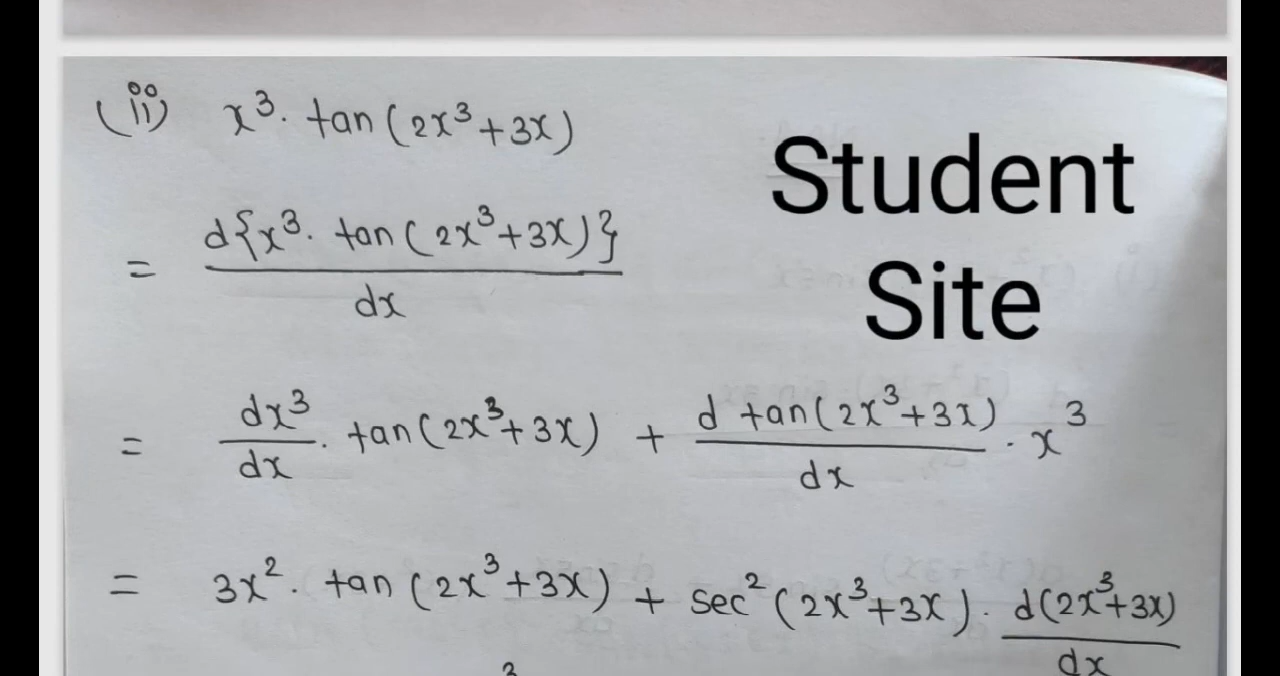 (ii) x³. tan(2x³+3x)
Student
Site
= d{x³. tan(2x³+3x)}
dx
= dx³/dx . tan(2x³+3x) + d tan(2x³+3x)/dx . x³
= 3x². tan(2x³+3x) + sec²(2x³+3x). d(2x³+3x)/dx
3